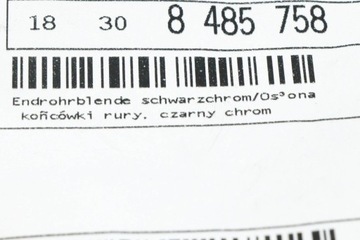 18 30 8 485 758
Endrohrblende schwarzchrom/Os³ona
końcówki rury. czarny chrom